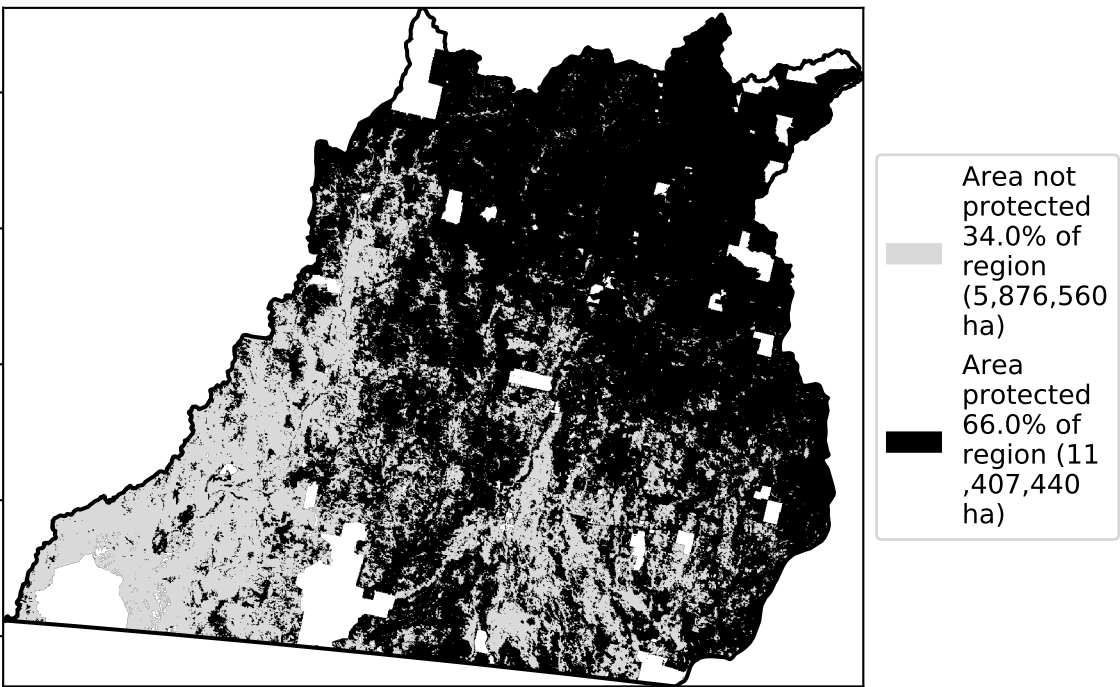 Area not
protected
34.0% of
region
(5,876,560
ha)
Area
protected
66.0% of
region (11
,407,440
ha)